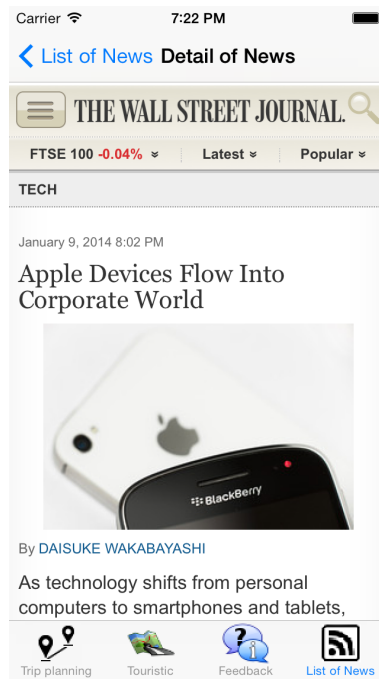 Carrier 7:22 PM
List of News Detail of News
THE WALL STREET JOURNAL.
FTSE 100 -0.04% Latest Popular
TECH
January 9, 2014 8:02 PM
Apple Devices Flow Into
Corporate World
BlackBerry
By DAISUKE WAKABAYASHI
As technology shifts from personal
computers to smartphones and tablets,
? i
Trip planning Touristic Feedback List of News